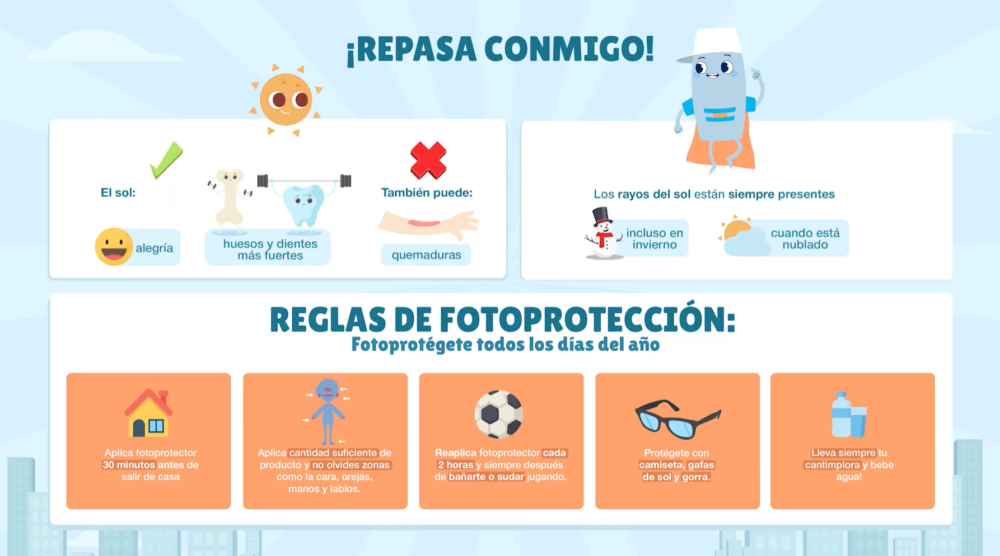 ¡REPASA CONMIGO!
El sol:
alegría
huesos y dientes
más fuertes
También puede:
quemaduras
Los rayos del sol están siempre presentes
incluso en
invierno
cuando está
nublado
REGLAS DE FOTOPROTECCIÓN:
Fotoprotégete todos los días del año
Aplica fotoprotector
30 minutos antes de
salir de casa
Aplica cantidad suficiente de
producto y no olvides zonas
como la cara, orejas,
manos y labios.
Reaplica fotoprotector cada
2 horas y siempre después
de bañarte o sudar jugando.
Protégete con
camiseta, gafas
de sol y gorra.
Lleva siempre tu
cantimplora y bebe
agua!